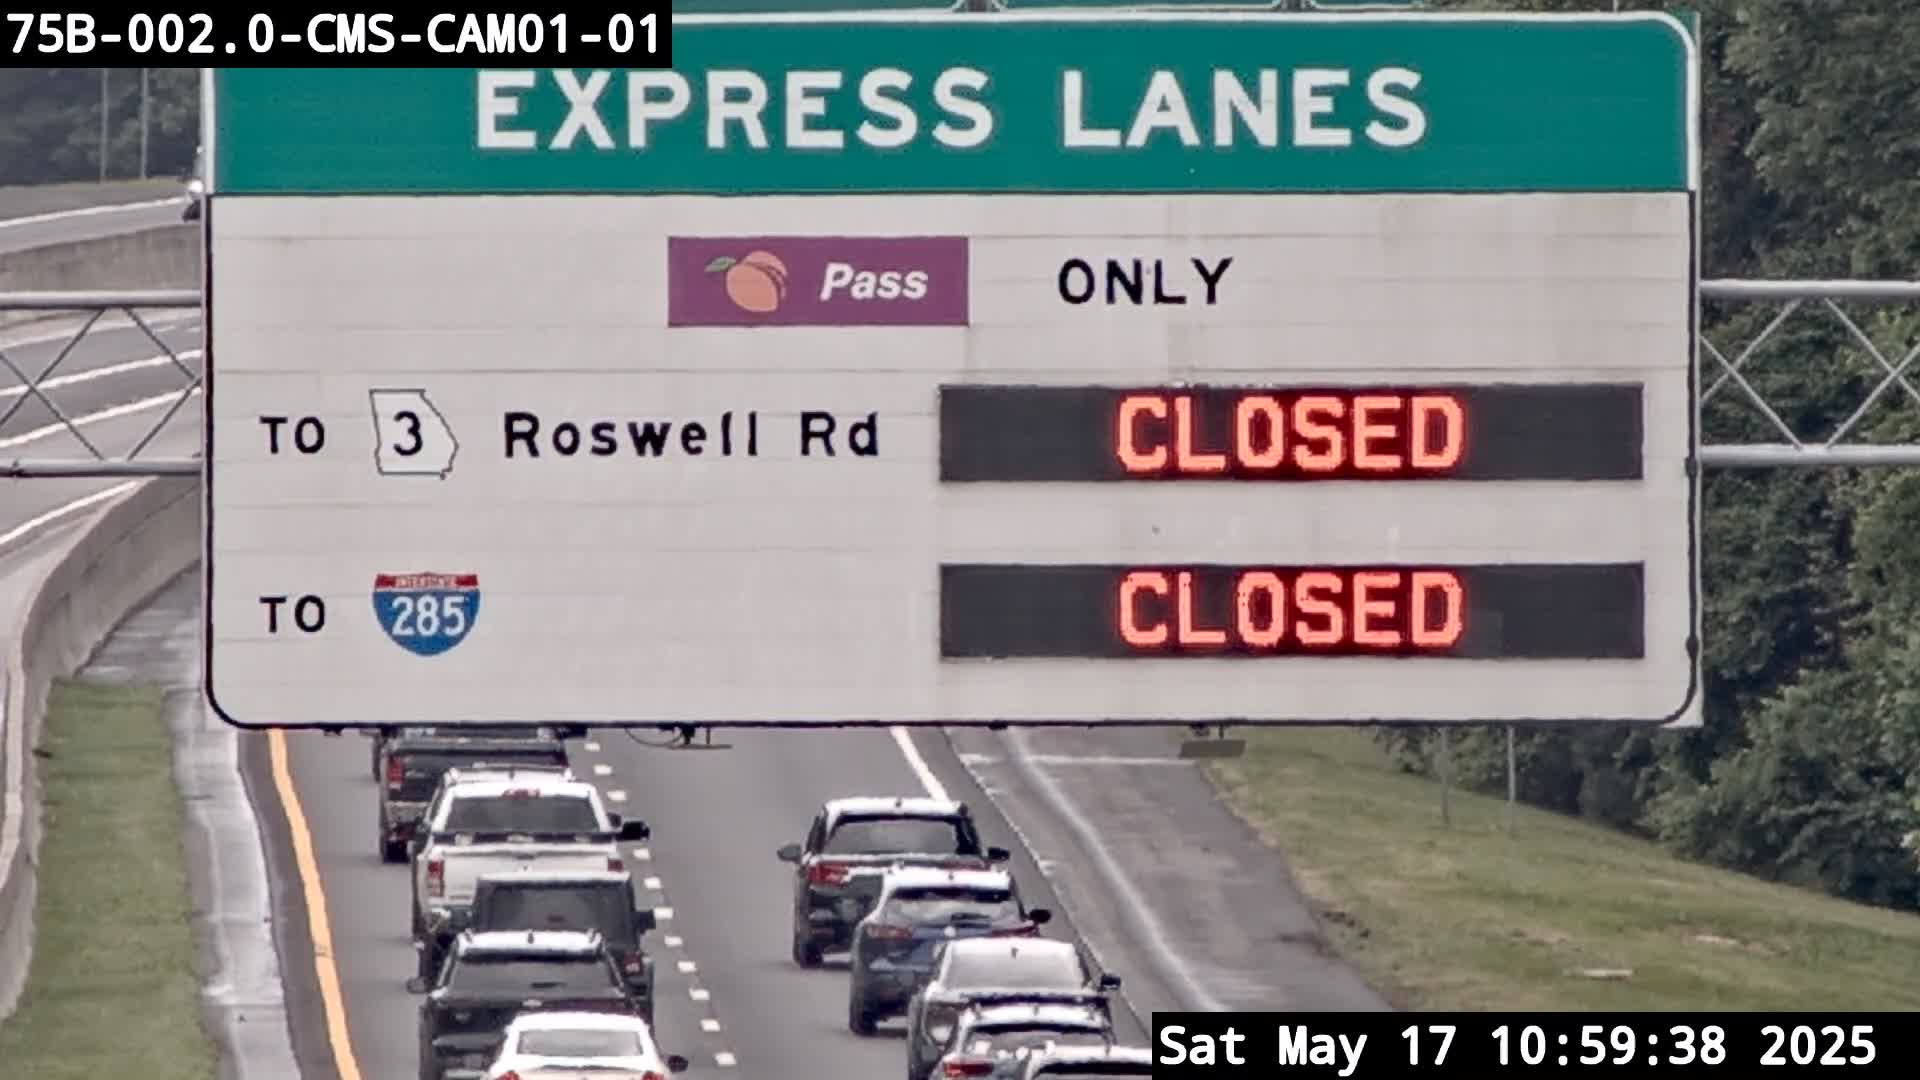 75B-002.0-CMS-CAM01-01
EXPRESS LANES
Pass ONLY
TO 3 Roswell Rd CLOSED
INTERSTATE
TO 285 CLOSED
Sat May 17 10:59:38 2025